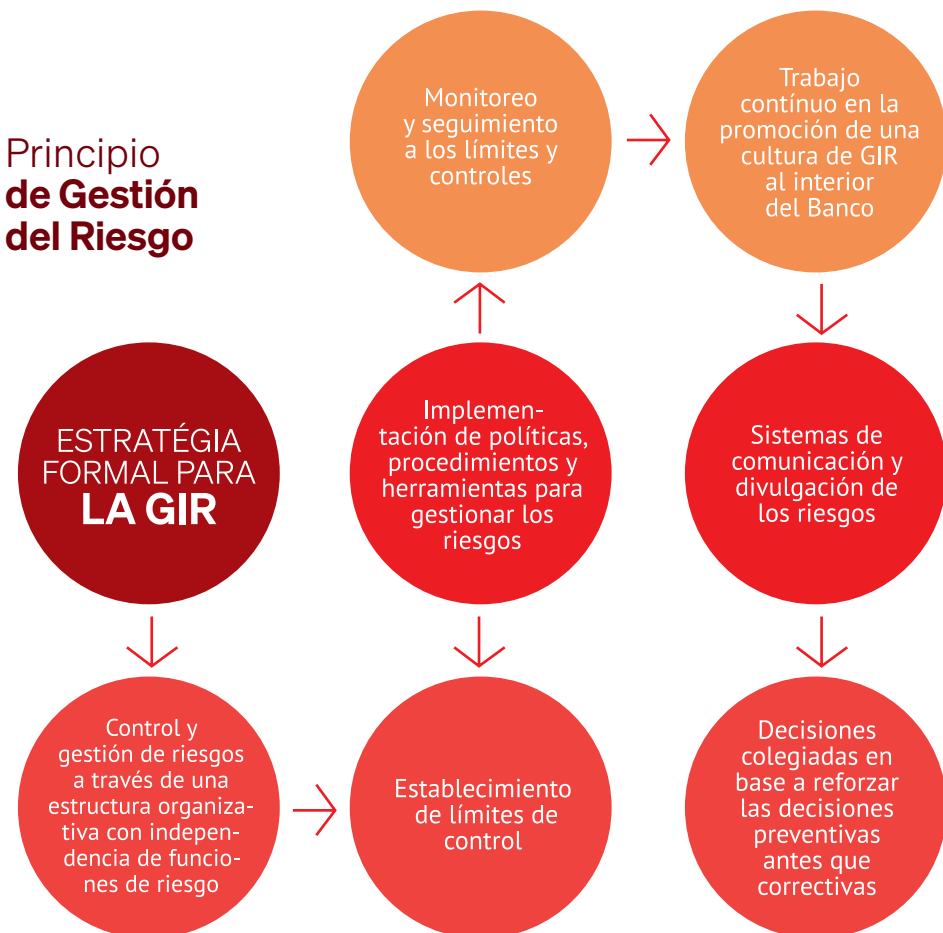 Principio
de Gestión
del Riesgo
ESTRATÉGIA
FORMAL PARA
LA GIR
Control y
gestión de riesgos
a través de una
estructura organiza-
tiva con indepen-
dencia de funcio-
nes de riesgo
Establecimiento
de límites de
control
Implemen-
tación de políticas,
procedimientos y
herramientas para
gestionar los
riesgos
Monitoreo
y seguimiento
a los límites y
controles
Trabajo
contínuo en la
promoción de una
cultura de GIR
al interior
del Banco
Sistemas de
comunicación y
divulgación de
los riesgos
Decisiones
colegiadas en
base a reforzar
las decisiones
preventivas
antes que
correctivas